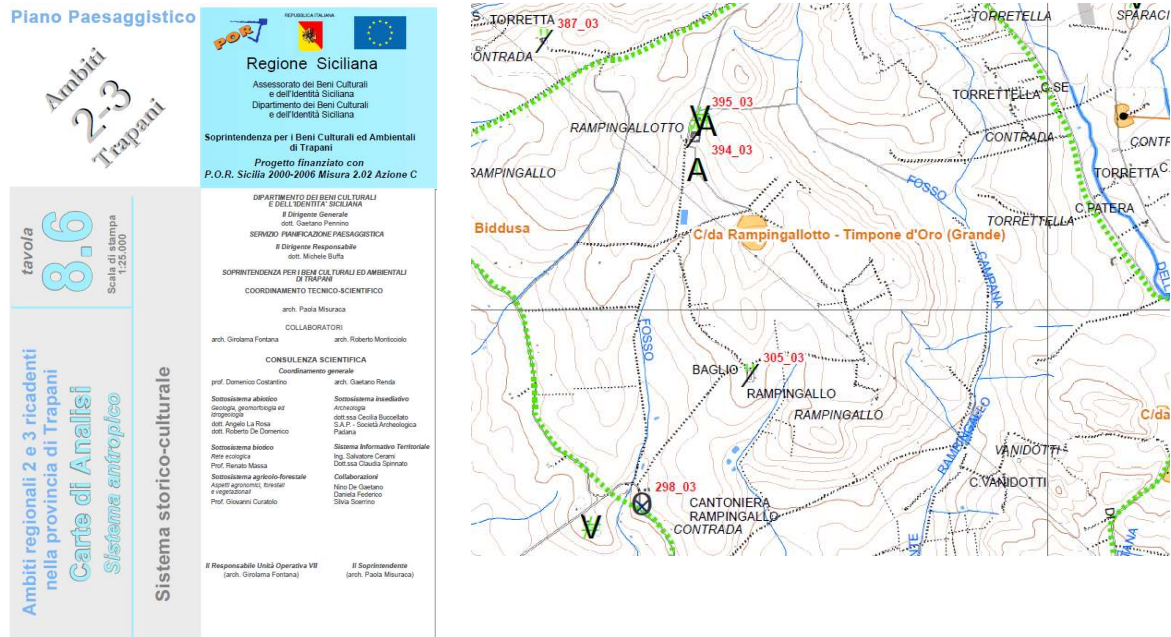 Piano Paesaggistico
Ambiti
2-3
Trapani
REPUBBLICA ITALIANA
POR
Regione Siciliana
Assessorato dei Beni Culturali
e dell'Identità Siciliana
Dipartimento dei Beni Culturali
e dell'Identità Siciliana
Soprintendenza per i Beni Culturali ed Ambientali
di Trapani
Progetto finanziato con
P.O.R. Sicilia 2000-2006 Misura 2.02 Azione C
tavola
8.6
Scala di stampa
1:25.000
Ambiti regionali 2 e 3 ricadenti
nella provincia di Trapani
Carte di Analisi
Sistema antropico
Sistema storico-culturale
DIPARTIMENTO DEI BENI CULTURALI
E DELL'IDENTITA' SICILIANA
Il Dirigente Generale
dott. Gaetano Pennino
SERVIZIO PIANIFICAZIONE PAESAGGISTICA
Il Dirigente Responsabile
dott. Michele Buffa
SOPRINTENDENZA PER I BENI CULTURALI ED AMBIENTALI
DI TRAPANI
COORDINAMENTO TECNICO-SCIENTIFICO
arch. Paola Misuraca
COLLABORATORI
arch. Girolama Fontana
arch. Roberto Monticciolo
CONSULENZA SCIENTIFICA
Coordinamento generale
prof. Domenico Costantino
arch. Gaetano Renda
Sottosistema abiotico
Geologia, geomorfologia ed
Idrogeologia
dott. Angelo La Rosa
dott. Roberto De Domenico
Sottosistema insediativo
Archeologia
dott.ssa Cecilia Buccellato
S.A.P. - Società Archeologica
Padana
Sottosistema biotico
Rete ecologica
Prof. Renato Massa
Sistema Informativo Territoriale
Ing. Salvatore Cerami
Dott.ssa Claudia Spinnato
Sottosistema agricolo-forestale
Aspetti agronomici, forestali
e vegetazionali
Prof. Giovanni Curatolo
Collaborazioni
Nino De Gaetano
Daniela Federico
Silvia Soerrino
Il Responsabile Unità Operativa VII
(arch. Girolama Fontana)
Il Soprintendente
(arch. Paola Misuraca)
S. TORRETTA
387_03
CONTRADA
TORRETELLA
SPARACI
395_03
RAMPINGALLOTTO
VA
394_03
A
RAMPINGALLO
TORRETTELLA
C.SE
CONTRADA
CONTR
TORRETTA
C.
FOSSO
C.PATERA
TORRETTELLA
Biddusa
C/da Rampingallotto - Timpone d'Oro (Grande)
CAMPANA
DELL
FOSSO
305_03
BAGLIO
RAMPINGALLO
RAMPINGALLO
C/da
RAMPINGALLO
VANIDOTTI
C.VANIDOTTI
298_03
CANTONIERA
RAMPINGALLO
CONTRADA
V
NTE
DI
TANA